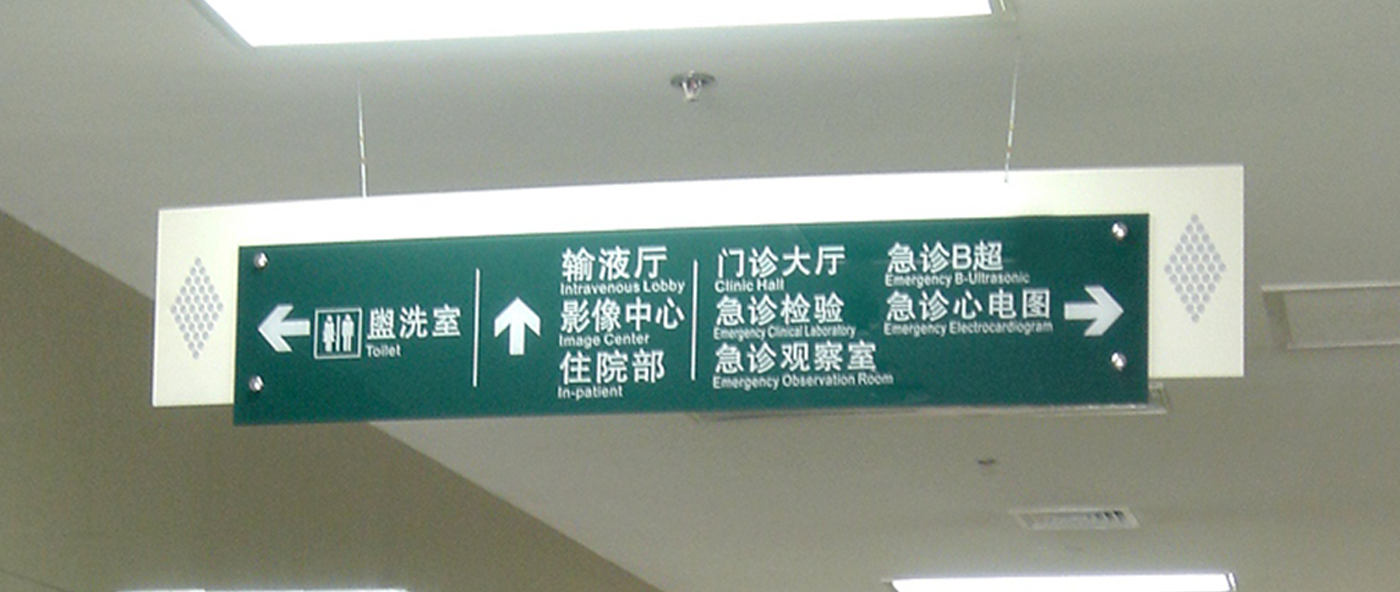 盥洗室
Toilet
输液厅
Intravenous Lobby
影像中心
Image Center
住院部
In-patient
门诊大厅
Clinic Hall
急诊检验
Emergency Clinical Laboratory
急诊观察室
Emergency Observation Room
急诊B超
Emergency B-Ultrasonic
急诊心电图
Emergency Electrocardiogram